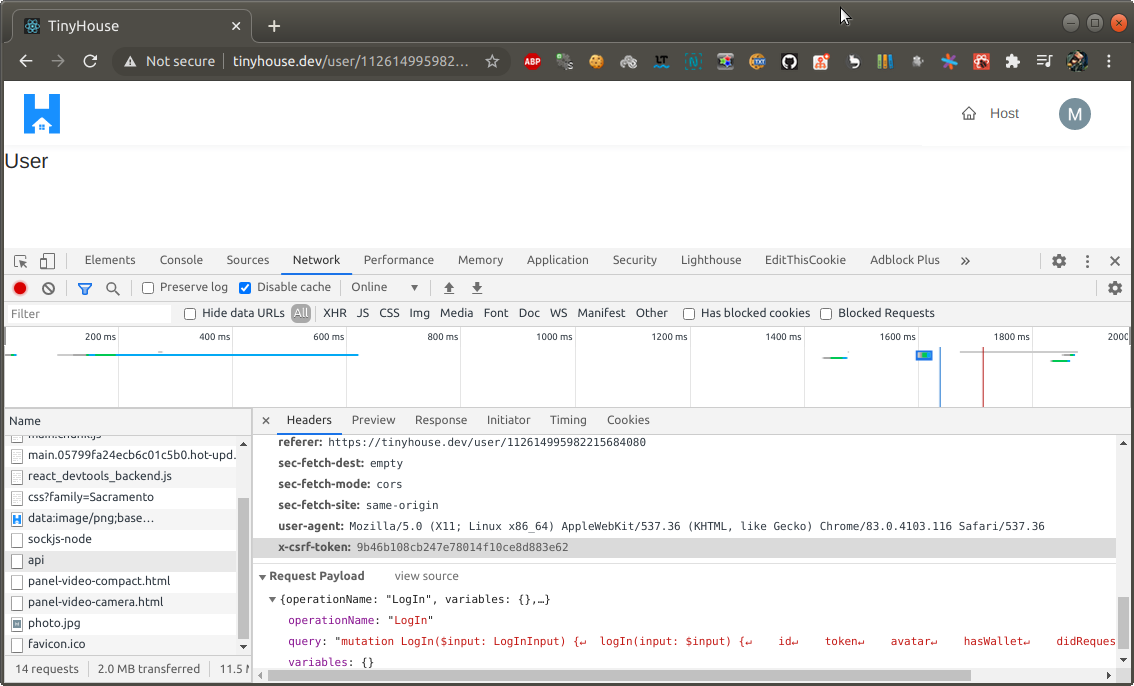 TinyHouse
Not secure tinyhouse.dev/user/112614995982…
ABP
Host M
User
Elements Console Sources Network Performance Memory Application Security Lighthouse EditThisCookie Adblock Plus »
Preserve log Disable cache Online
Filter Hide data URLs All XHR JS CSS Img Media Font Doc WS Manifest Other Has blocked cookies Blocked Requests
200 ms 400 ms 600 ms 800 ms 1000 ms 1200 ms 1400 ms 1600 ms 1800 ms 2000
Name
main.chunk.js
main.05799fa24ecb6c01c5b0.hot-upd.
react_devtools_backend.js
css?family=Sacramento
data:image/png;base…
sockjs-node
api
panel-video-compact.html
panel-video-camera.html
photo.jpg
favicon.ico
14 requests 2.0 MB transferred 11.5 M
Headers Preview Response Initiator Timing Cookies
referer: https://tinyhouse.dev/user/112614995982215684080
sec-fetch-dest: empty
sec-fetch-mode: cors
sec-fetch-site: same-origin
user-agent: Mozilla/5.0 (X11; Linux x86_64) AppleWebKit/537.36 (KHTML, like Gecko) Chrome/83.0.4103.116 Safari/537.36
x-csrf-token: 9b46b108cb247e78014f10ce8d883e62
Request Payload view source
{operationName: "LogIn", variables: {},…}
operationName: "LogIn"
query: "mutation LogIn($input: LogInInput) {↵ logIn(input: $input) {↵ id↵ token↵ avatar↵ hasWallet↵ didReques
variables: {}